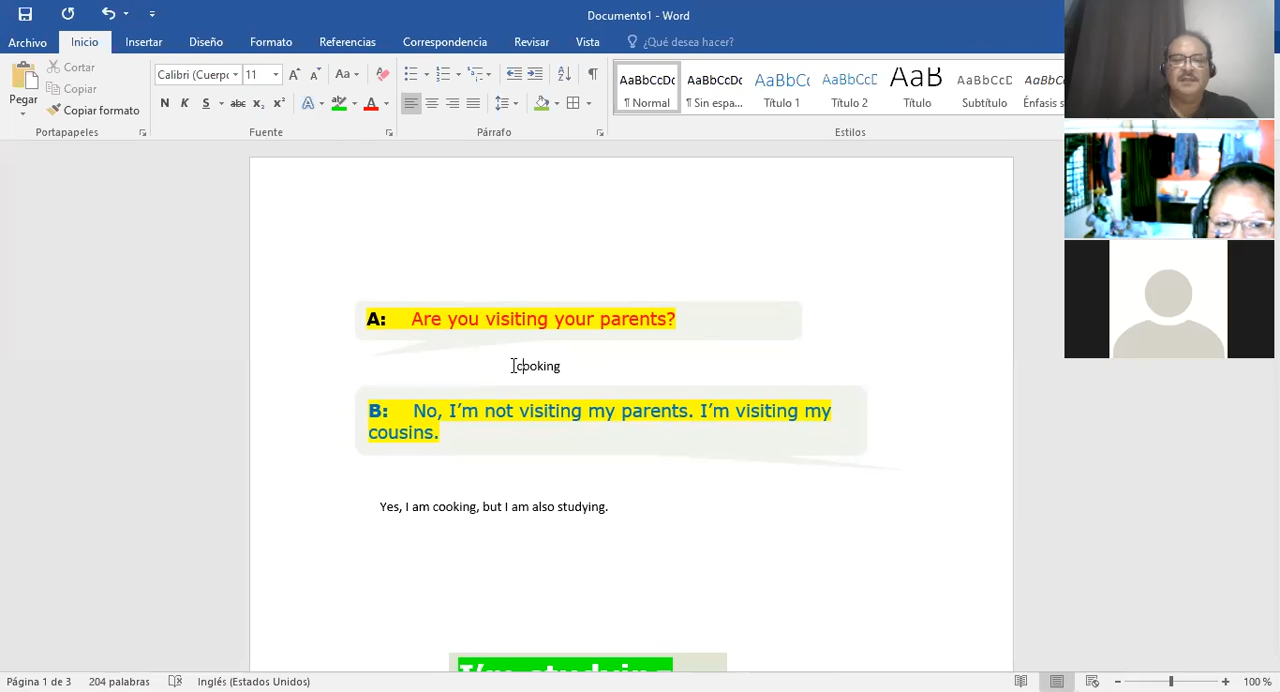 Documento1 - Word
Archivo Inicio Insertar Diseño Formato Referencias Correspondencia Revisar Vista ¿Qué desea hacer?
Pegar
Cortar
Copiar
Copiar formato
Portapapeles
Calibri (Cuerpo 11
Fuente
Párrafo
AaBbCcDc AaBbCcDc AaBbCc AaBbCcD AaB AaBbCcD
¶ Normal ¶ Sin espa... Título 1 Título 2 Título Subtítulo Énfasis s
Estilos
A: Are you visiting your parents?
cooking
B: No, I’m not visiting my parents. I’m visiting my
cousins.
Yes, I am cooking, but I am also studying.
I’m studying
Página 1 de 3 204 palabras Inglés (Estados Unidos) 100 %